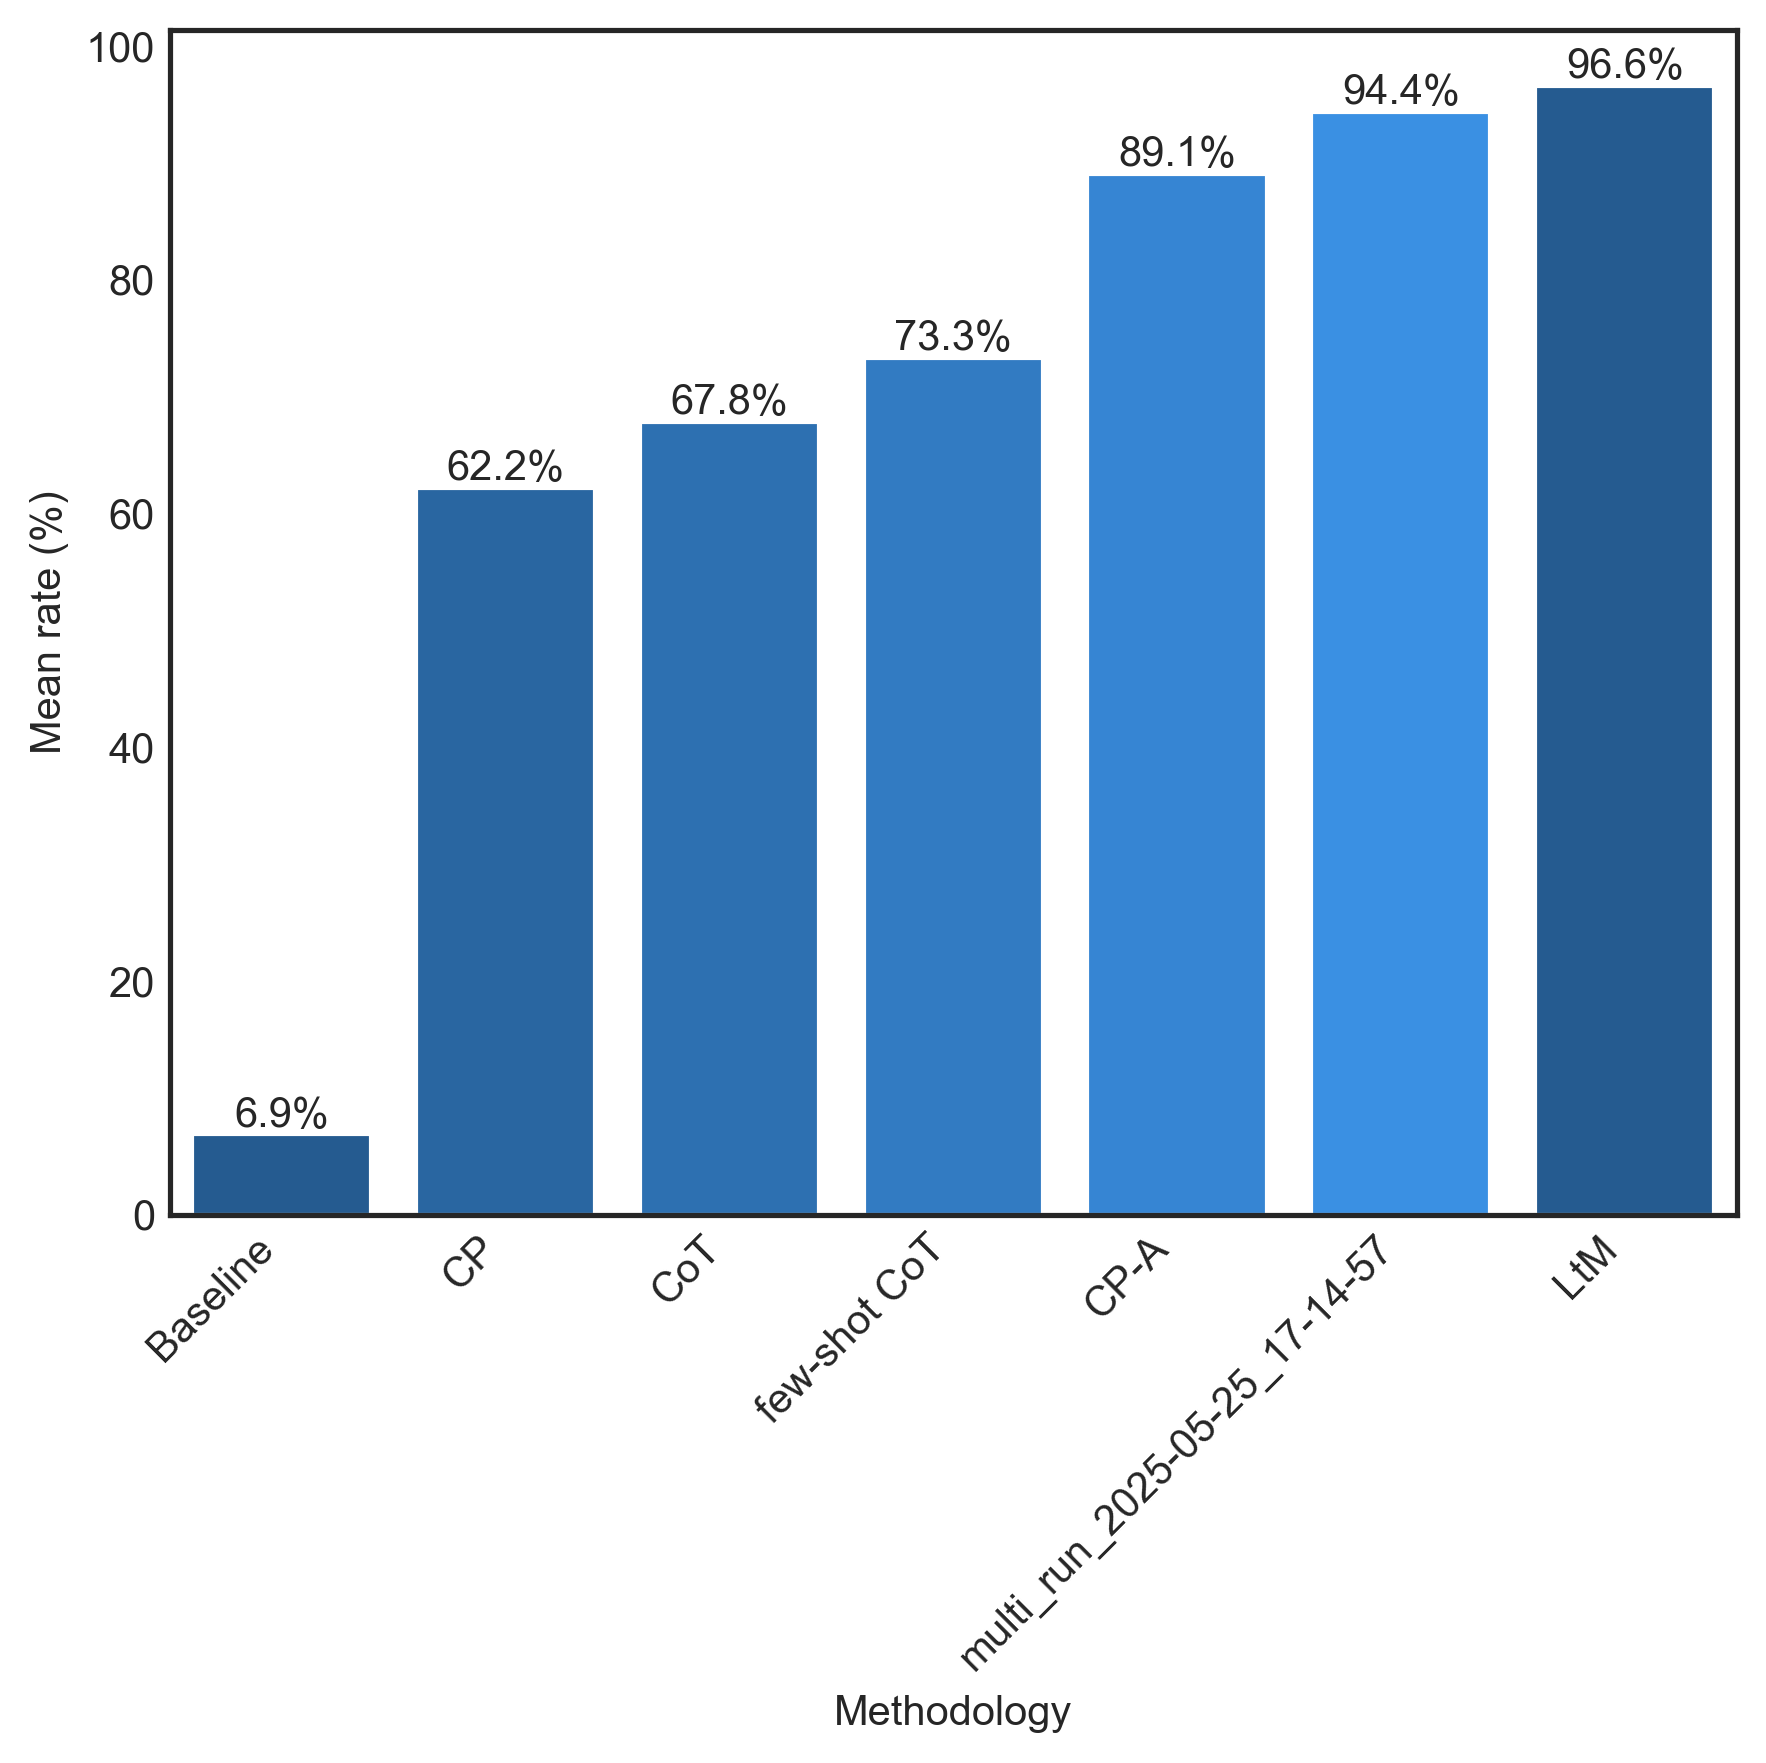 Mean rate (%)
100
80
60
40
20
0
6.9%
62.2%
67.8%
73.3%
89.1%
94.4%
96.6%
Baseline
CP
CoT
few-shot CoT
CP-A
multi_run_2025-05-25_17-14-57
LtM
Methodology